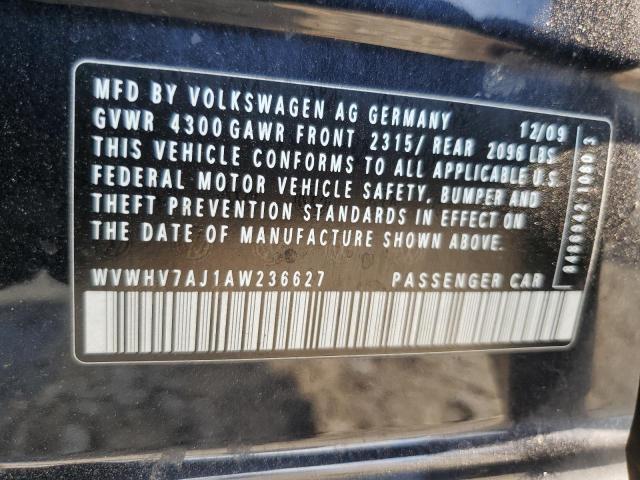 MFD BY VOLKSWAGEN AG GERMANY 12/09
GVWR 4300 GAWR FRONT 2315/ REAR 2096 LBS
THIS VEHICLE CONFORMS TO ALL APPLICABLE U.S.
FEDERAL MOTOR VEHICLE SAFETY, BUMPER AND
THEFT PREVENTION STANDARDS IN EFFECT ON
THE DATE OF MANUFACTURE SHOWN ABOVE.
WVWHV7AJ1AW236627 PASSENGER CAR